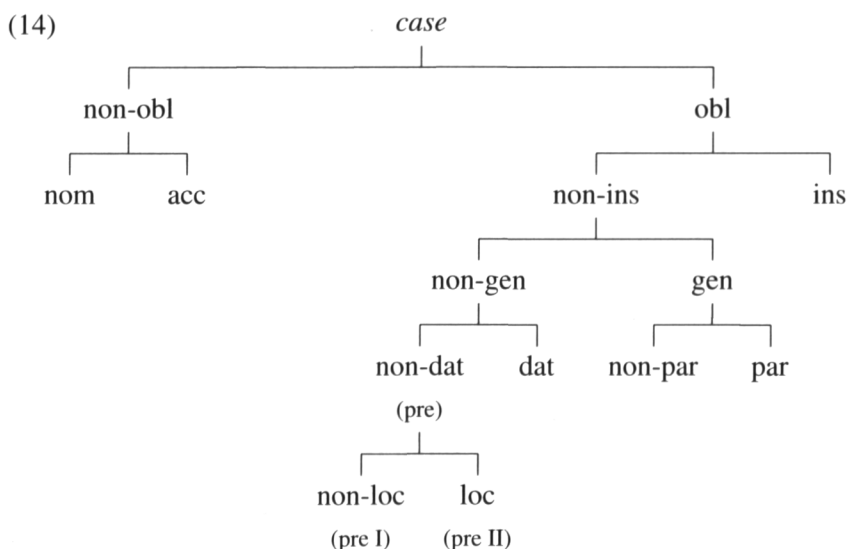 (14) case
non-obl obl
nom acc non-ins ins
non-gen gen
non-dat dat non-par par
(pre)
non-loc loc
(pre I) (pre II)